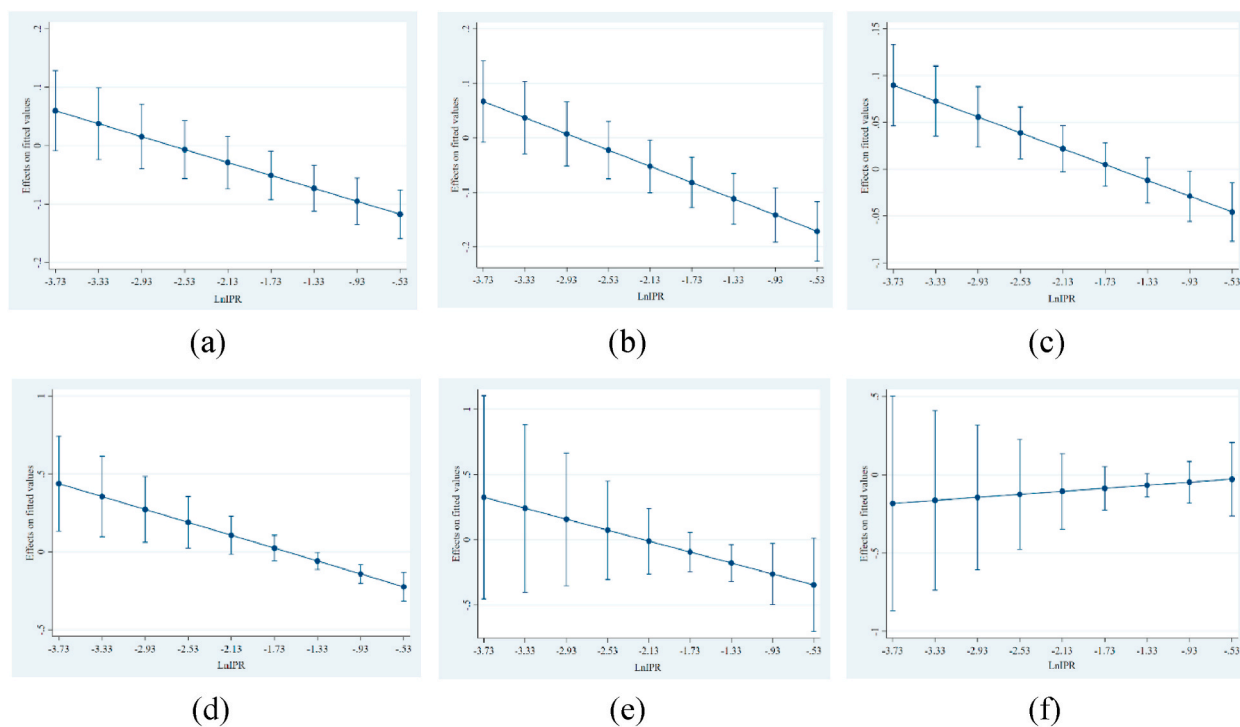 Effects on fitted values
.2
.1
0
-.1
-.2
-3.73 -3.33 -2.93 -2.53 -2.13 -1.73 -1.33 -.93 -.53
LnIPR
(a)
Effects on fitted values
.2
.1
0
-.1
-.2
-3.73 -3.33 -2.93 -2.53 -2.13 -1.73 -1.33 -.93 -.53
LnIPR
(b)
Effects on fitted values
.15
.1
.05
0
-.05
-.1
-3.73 -3.33 -2.93 -2.53 -2.13 -1.73 -1.33 -.93 -.53
LnIPR
(c)
Effects on fitted values
1
.5
0
-.5
-3.73 -3.33 -2.93 -2.53 -2.13 -1.73 -1.33 -.93 -.53
LnIPR
(d)
Effects on fitted values
1
.5
0
-.5
-3.73 -3.33 -2.93 -2.53 -2.13 -1.73 -1.33 -.93 -.53
LnIPR
(e)
Effects on fitted values
.5
0
-.5
-1
-3.73 -3.33 -2.93 -2.53 -2.13 -1.73 -1.33 -.93 -.53
LnIPR
(f)